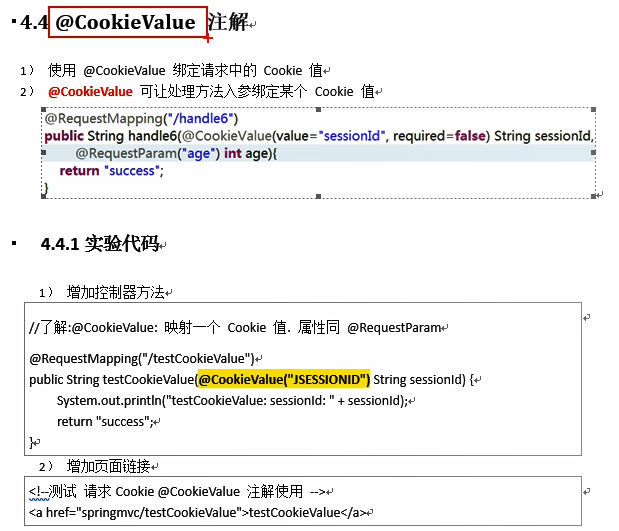 4.4 @CookieValue 注解
1) 使用 @CookieValue 绑定请求中的 Cookie 值
2) @CookieValue 可让处理方法入参绑定某个 Cookie 值
@RequestMapping("/handle6")
public String handle6(@CookieValue(value="sessionId", required=false) String sessionId,
@RequestParam("age") int age){
return "success";
}
4.4.1 实验代码
1) 增加控制器方法
//了解:@CookieValue: 映射一个 Cookie 值. 属性同 @RequestParam
@RequestMapping("/testCookieValue")
public String testCookieValue(@CookieValue("JSESSIONID") String sessionId) {
System.out.println("testCookieValue: sessionId: " + sessionId);
return "success";
}
2) 增加页面链接
<!--测试 请求 Cookie @CookieValue 注解使用 -->
<a href="springmvc/testCookieValue">testCookieValue</a>